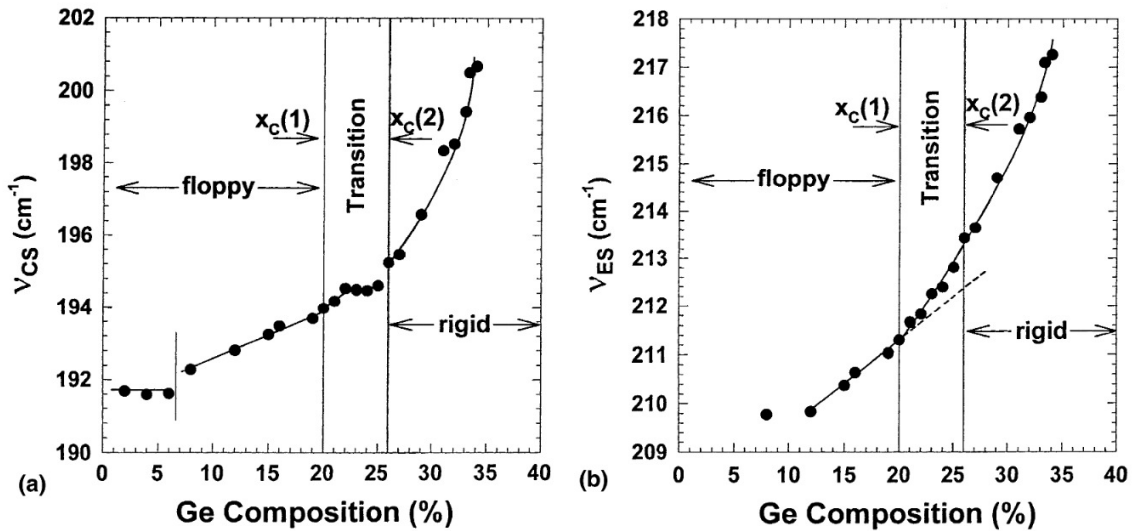 202
200
198
196
194
192
190
ν_CS (cm⁻¹)
x_C(1)
x_C(2)
Transition
floppy
rigid
0 5 10 15 20 25 30 35 40
(a)
Ge Composition (%)
218
217
216
215
214
213
212
211
210
209
ν_ES (cm⁻¹)
x_C(1)
x_C(2)
Transition
floppy
rigid
0 5 10 15 20 25 30 35 40
(b)
Ge Composition (%)